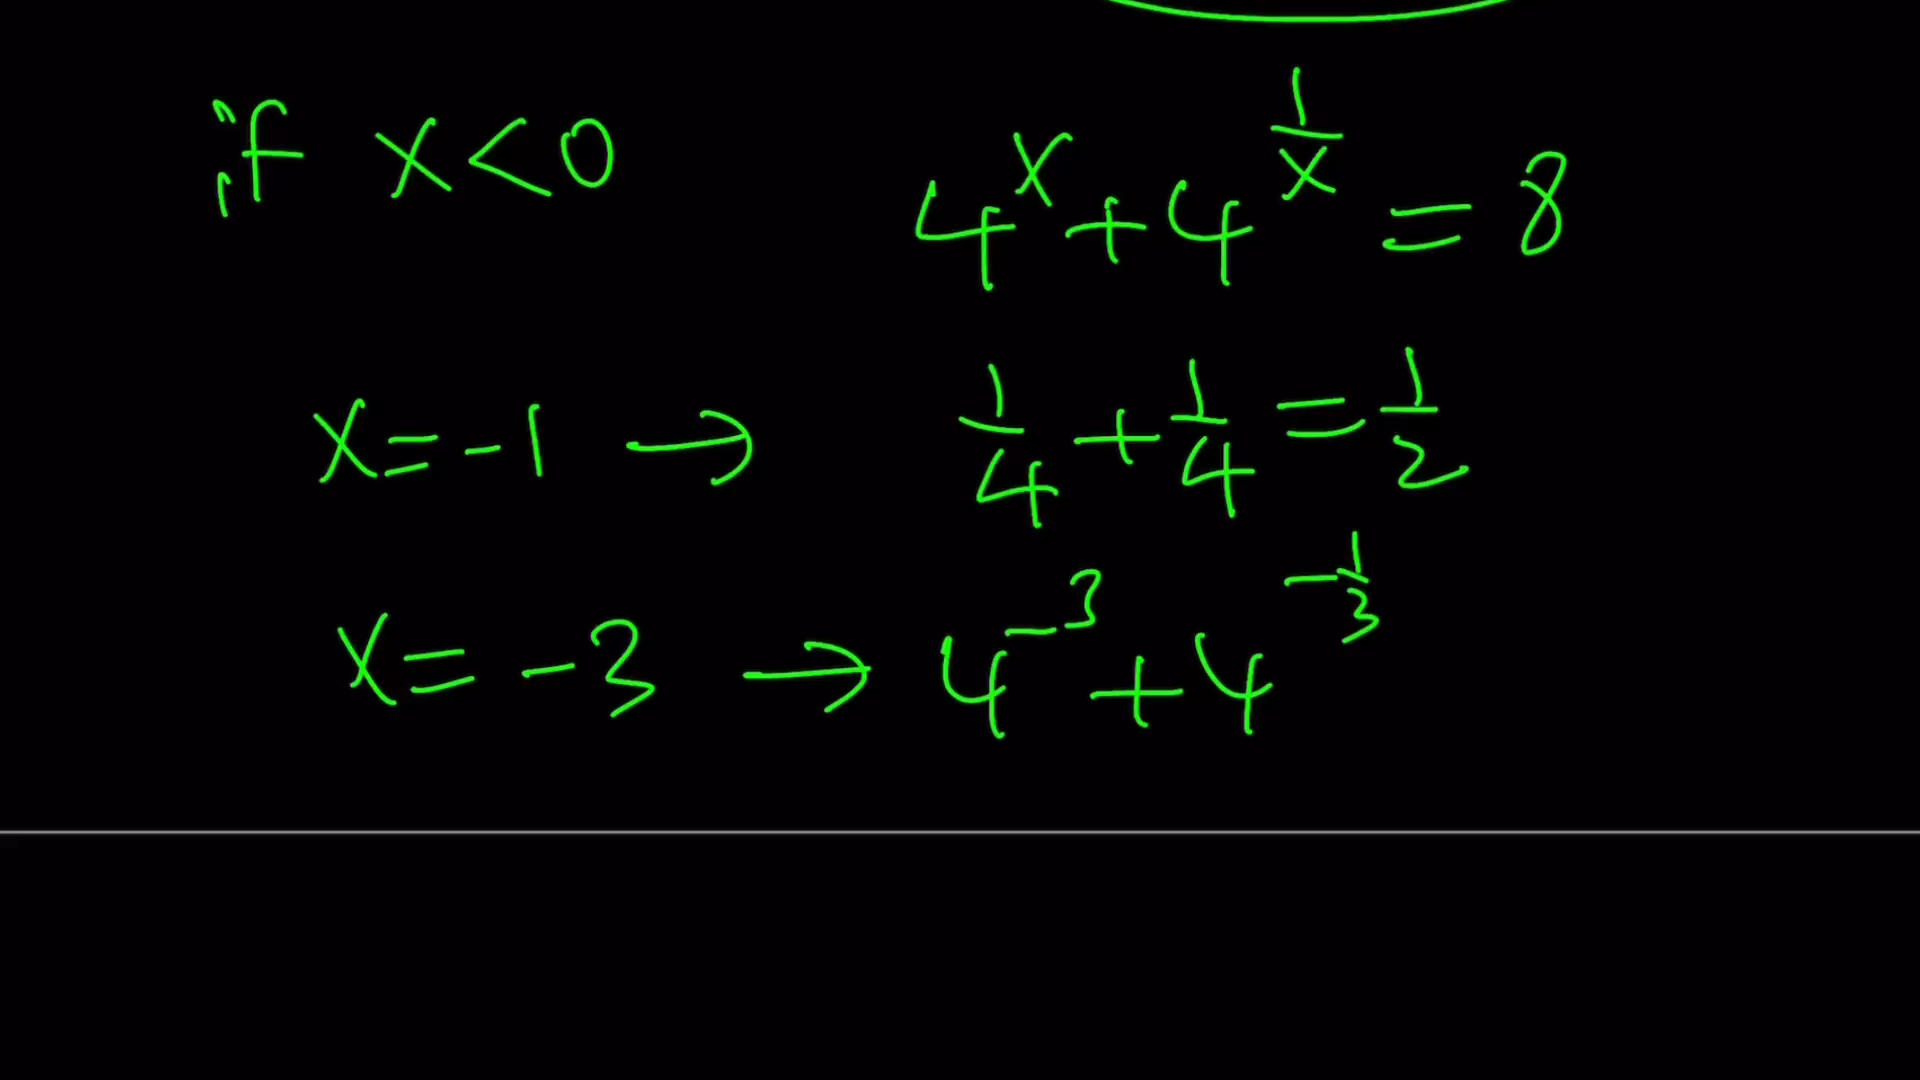 if x<0
4^x + 4^{1/x} = 8
x = -1 → 1/4 + 1/4 = 1/2
x = -3 → 4^{-3} + 4^{-1/3}